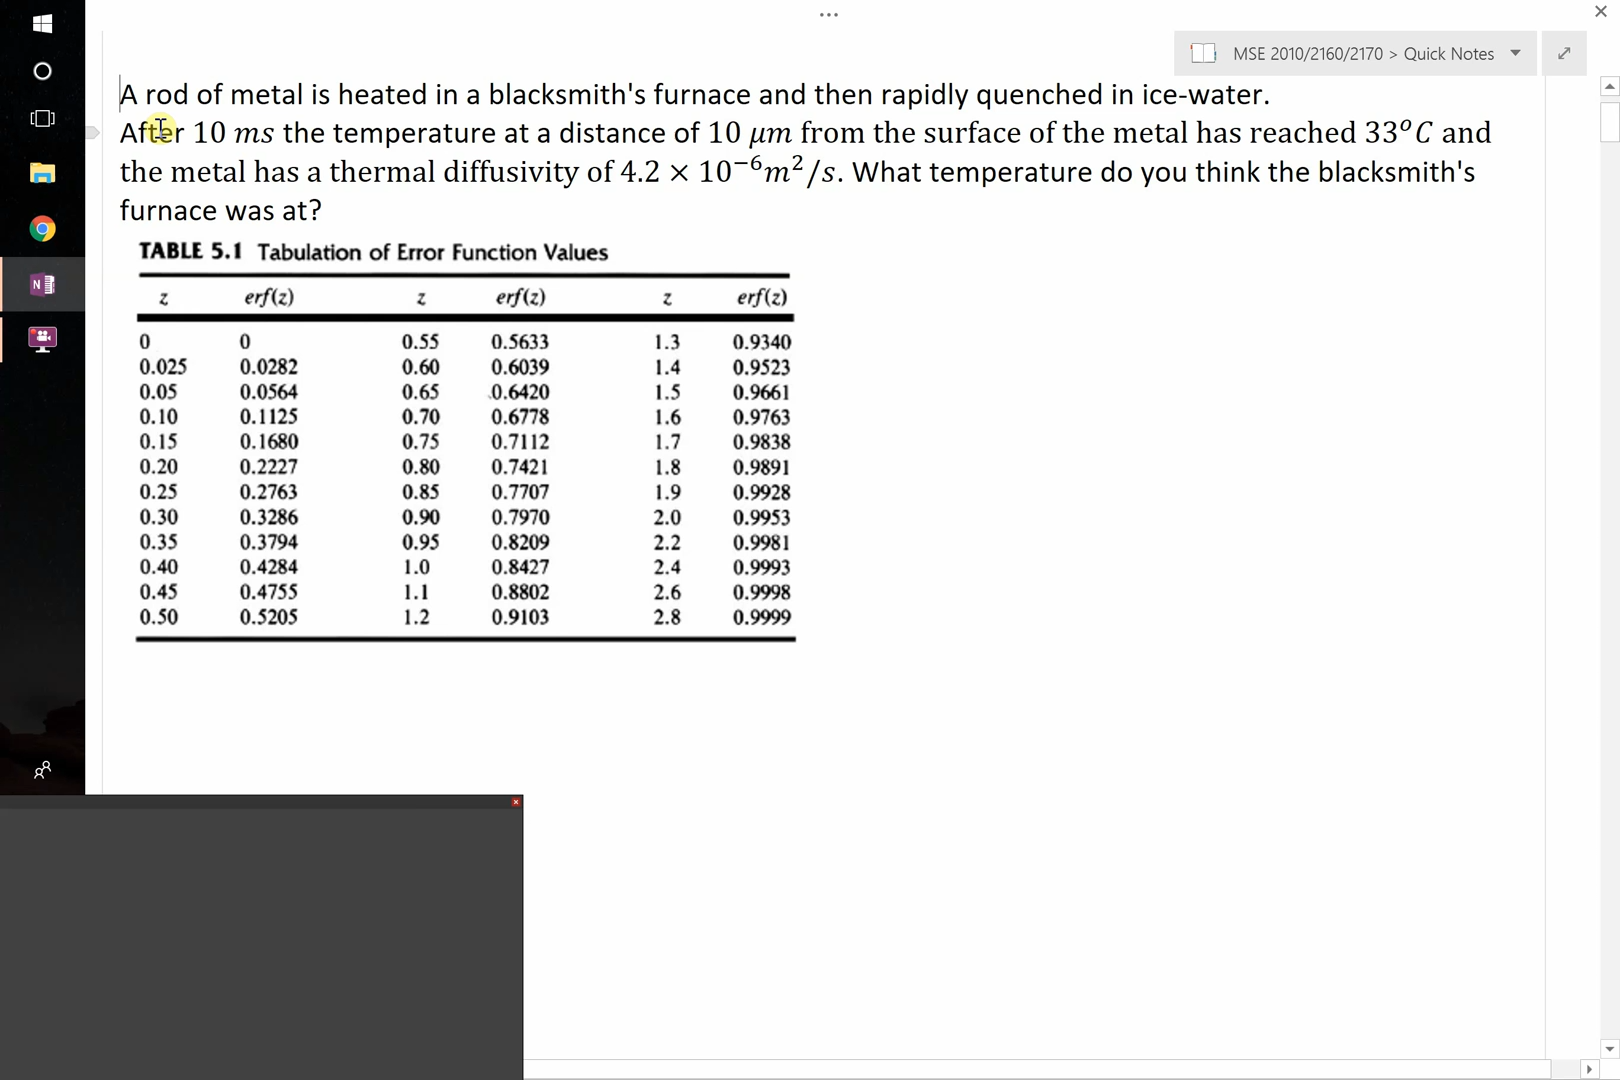 ...
MSE 2010/2160/2170 > Quick Notes
A rod of metal is heated in a blacksmith's furnace and then rapidly quenched in ice-water.
After 10 ms the temperature at a distance of 10 μm from the surface of the metal has reached 33°C and
the metal has a thermal diffusivity of 4.2 × 10⁻⁶m²/s. What temperature do you think the blacksmith's
furnace was at?
TABLE 5.1 Tabulation of Error Function Values
z erf(z) z erf(z) z erf(z)
0 0 0.55 0.5633 1.3 0.9340
0.025 0.0282 0.60 0.6039 1.4 0.9523
0.05 0.0564 0.65 0.6420 1.5 0.9661
0.10 0.1125 0.70 0.6778 1.6 0.9763
0.15 0.1680 0.75 0.7112 1.7 0.9838
0.20 0.2227 0.80 0.7421 1.8 0.9891
0.25 0.2763 0.85 0.7707 1.9 0.9928
0.30 0.3286 0.90 0.7970 2.0 0.9953
0.35 0.3794 0.95 0.8209 2.2 0.9981
0.40 0.4284 1.0 0.8427 2.4 0.9993
0.45 0.4755 1.1 0.8802 2.6 0.9998
0.50 0.5205 1.2 0.9103 2.8 0.9999